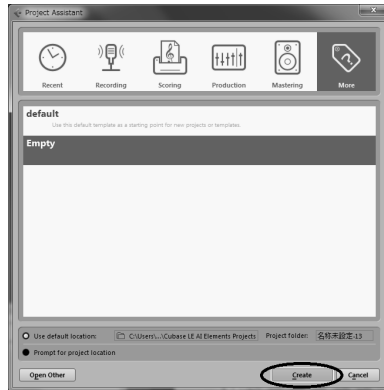 Project Assistant
Recent Recording Scoring Production Mastering More
default
Use this default template as a starting point for new projects or templates.
Empty
Use default location: C:\Users\...\Cubase LE AI Elements Projects Project folder: 名称未設定-13
Prompt for project location
Open Other Create Cancel